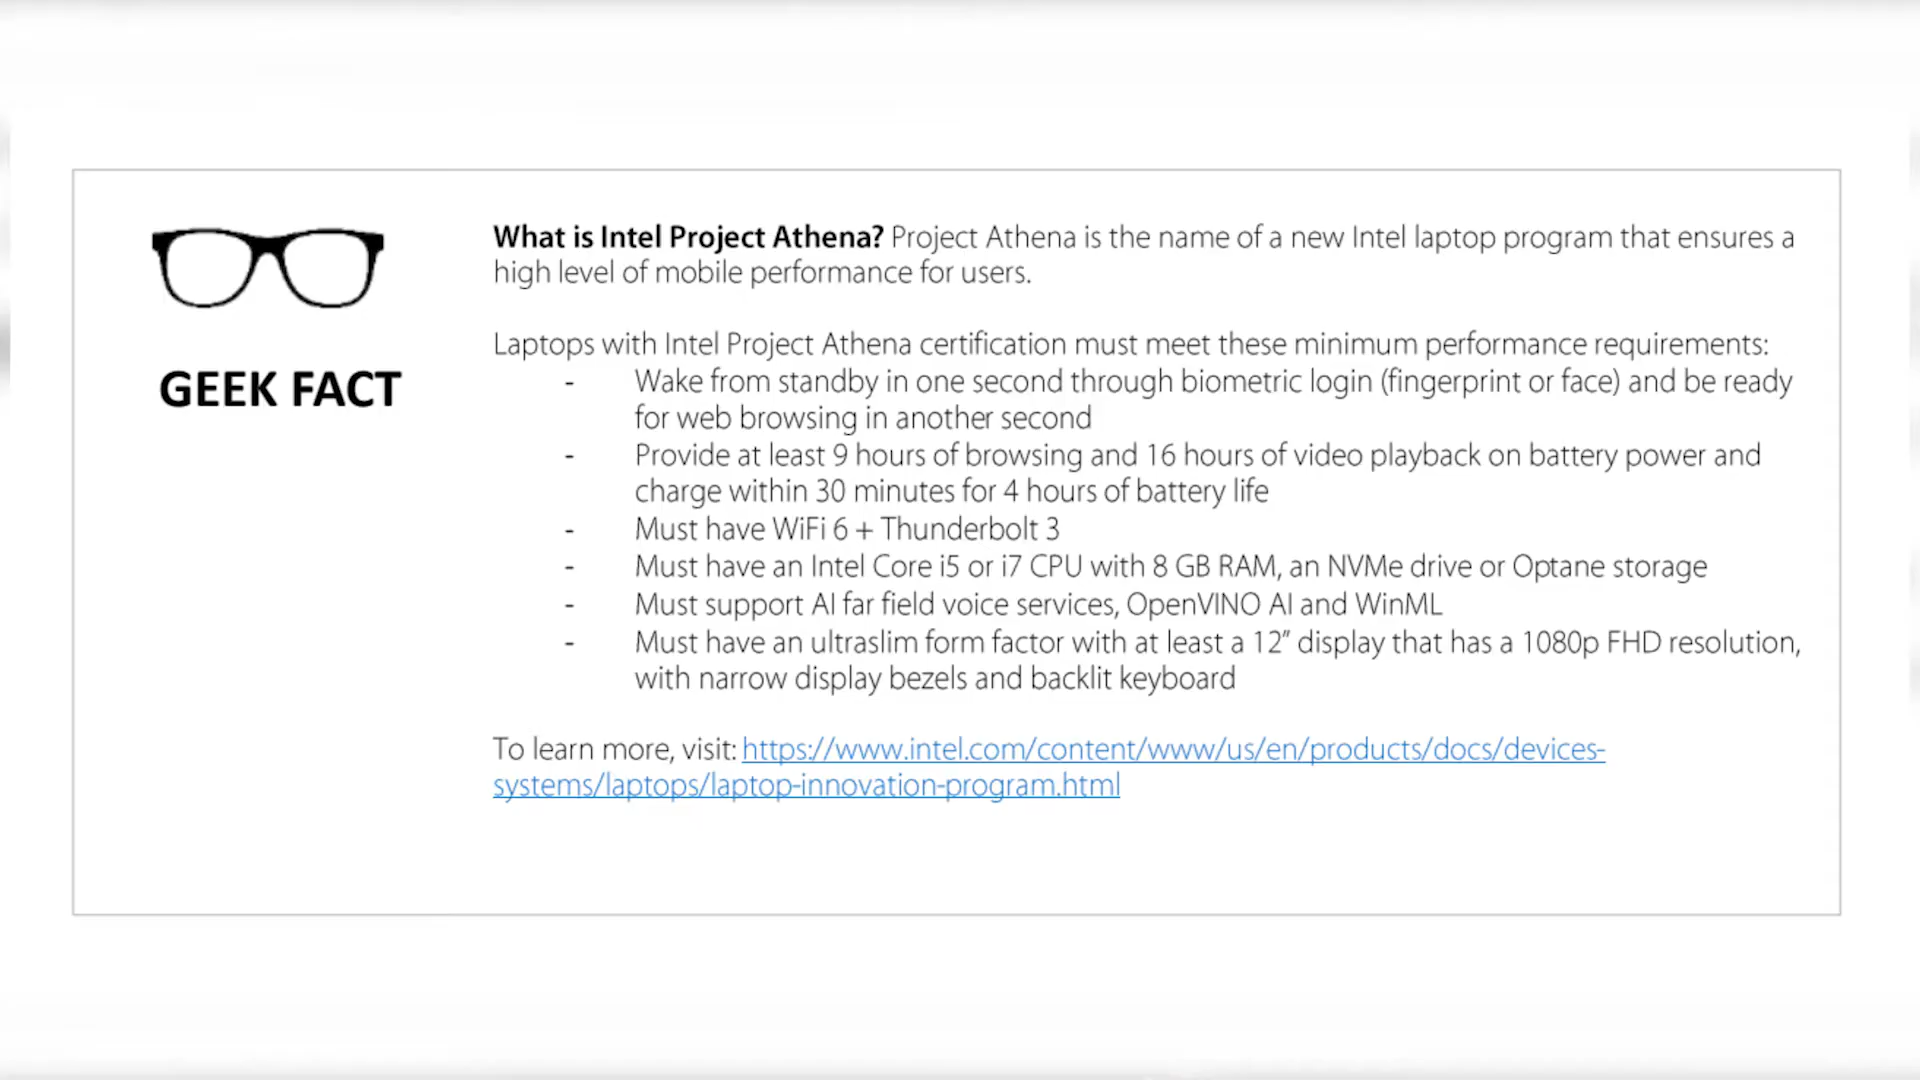 GEEK FACT
What is Intel Project Athena? Project Athena is the name of a new Intel laptop program that ensures a
high level of mobile performance for users.
Laptops with Intel Project Athena certification must meet these minimum performance requirements:
- Wake from standby in one second through biometric login (fingerprint or face) and be ready
for web browsing in another second
- Provide at least 9 hours of browsing and 16 hours of video playback on battery power and
charge within 30 minutes for 4 hours of battery life
- Must have WiFi 6 + Thunderbolt 3
- Must have an Intel Core i5 or i7 CPU with 8 GB RAM, an NVMe drive or Optane storage
- Must support AI far field voice services, OpenVINO AI and WinML
- Must have an ultraslim form factor with at least a 12” display that has a 1080p FHD resolution,
with narrow display bezels and backlit keyboard
To learn more, visit: https://www.intel.com/content/www/us/en/products/docs/devices-
systems/laptops/laptop-innovation-program.html